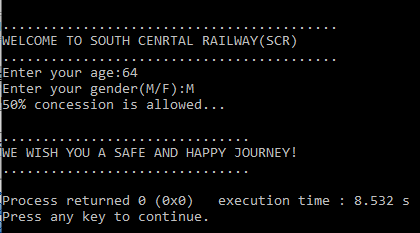 ..........................................
WELCOME TO SOUTH CENRTAL RAILWAY(SCR)
..........................................
Enter your age:64
Enter your gender(M/F):M
50% concession is allowed...
...............................
WE WISH YOU A SAFE AND HAPPY JOURNEY!
...............................
Process returned 0 (0x0)   execution time : 8.532 s
Press any key to continue.